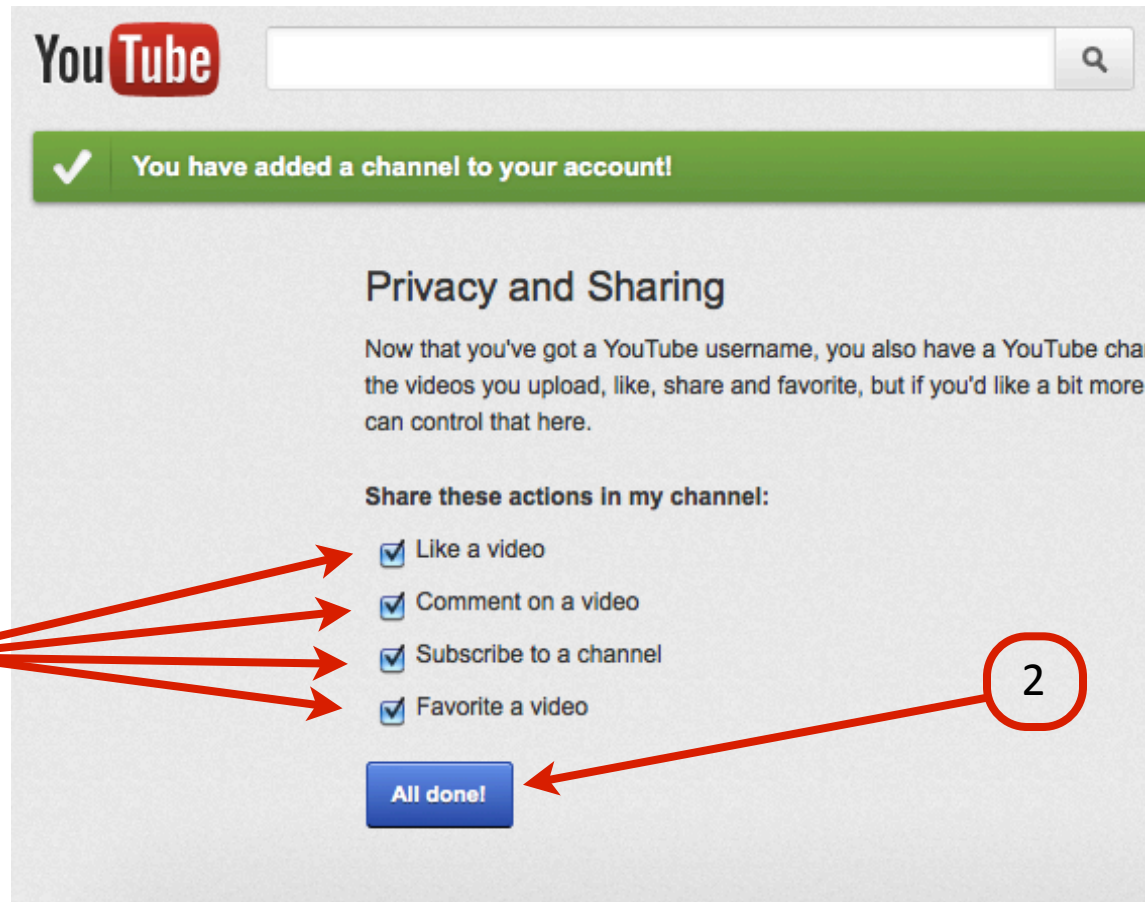 YouTube
You have added a channel to your account!
Privacy and Sharing
Now that you've got a YouTube username, you also have a YouTube
the videos you upload, like, share and favorite, but if you'd like a bit more
can control that here.
Share these actions in my channel:
Like a video
Comment on a video
Subscribe to a channel
Favorite a video
2
All done!